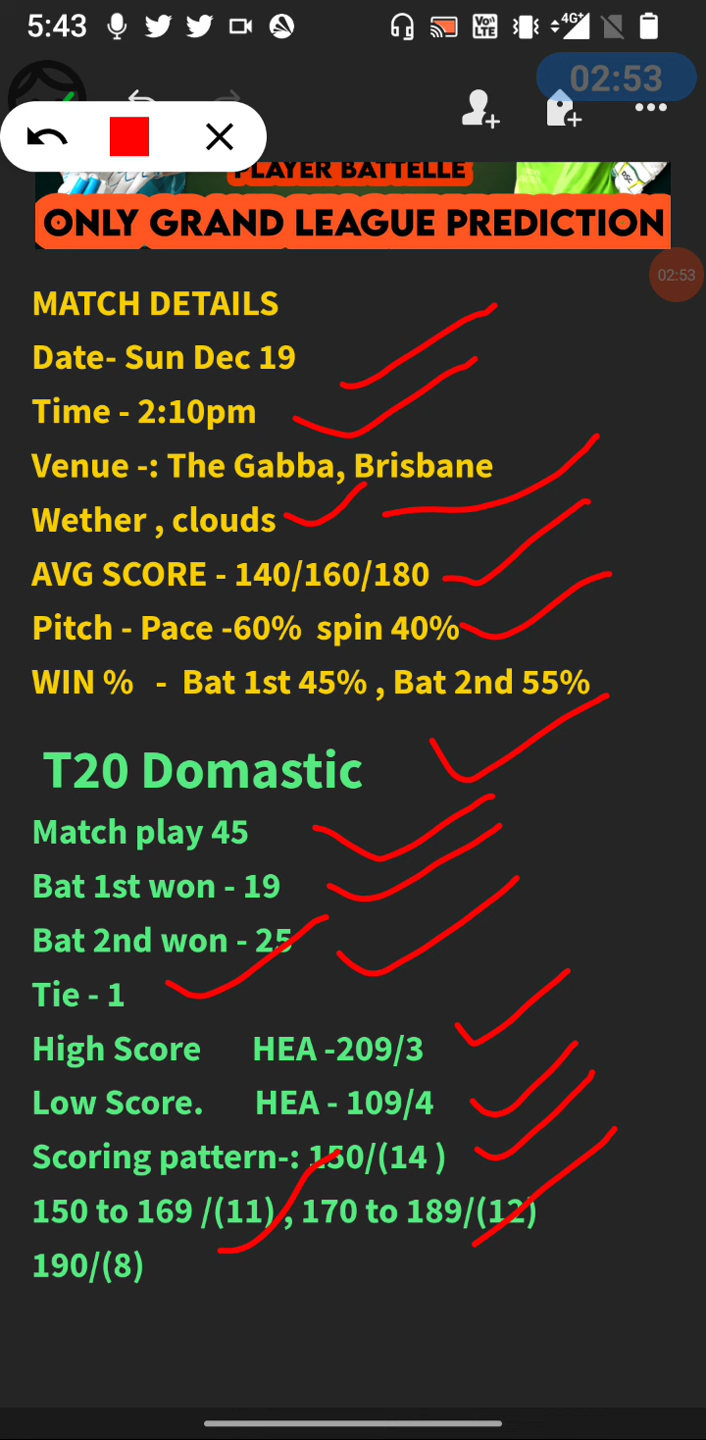 5:43
Vo
LTE
4G+
02:53
PLAYER BATTELLE
ONLY GRAND LEAGUE PREDICTION
02:53
MATCH DETAILS
Date- Sun Dec 19
Time - 2:10pm
Venue -: The Gabba, Brisbane
Wether , clouds
AVG SCORE - 140/160/180
Pitch - Pace -60% spin 40%
WIN % - Bat 1st 45% , Bat 2nd 55%
T20 Domastic
Match play 45
Bat 1st won - 19
Bat 2nd won - 25
Tie - 1
High Score HEA -209/3
Low Score. HEA - 109/4
Scoring pattern-: 150/(14 )
150 to 169 /(11) , 170 to 189/(12)
190/(8)